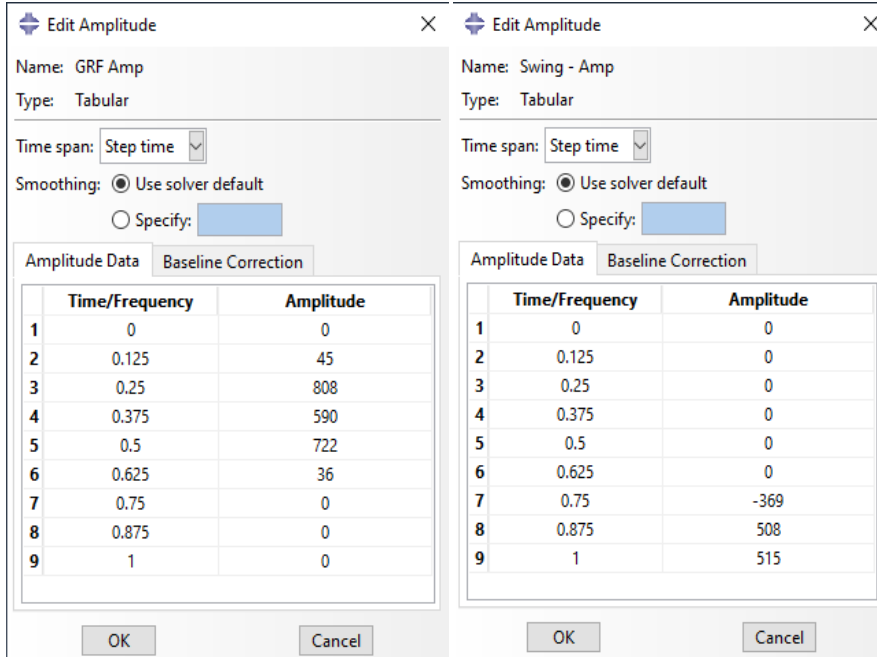 Edit Amplitude
Name: GRF Amp
Type: Tabular
Time span: Step time
Smoothing: Use solver default
Specify:
Amplitude Data Baseline Correction
Time/Frequency Amplitude
1 0 0
2 0.125 45
3 0.25 808
4 0.375 590
5 0.5 722
6 0.625 36
7 0.75 0
8 0.875 0
9 1 0
OK Cancel
Edit Amplitude
Name: Swing - Amp
Type: Tabular
Time span: Step time
Smoothing: Use solver default
Specify:
Amplitude Data Baseline Correction
Time/Frequency Amplitude
1 0 0
2 0.125 0
3 0.25 0
4 0.375 0
5 0.5 0
6 0.625 0
7 0.75 -369
8 0.875 508
9 1 515
OK Cancel